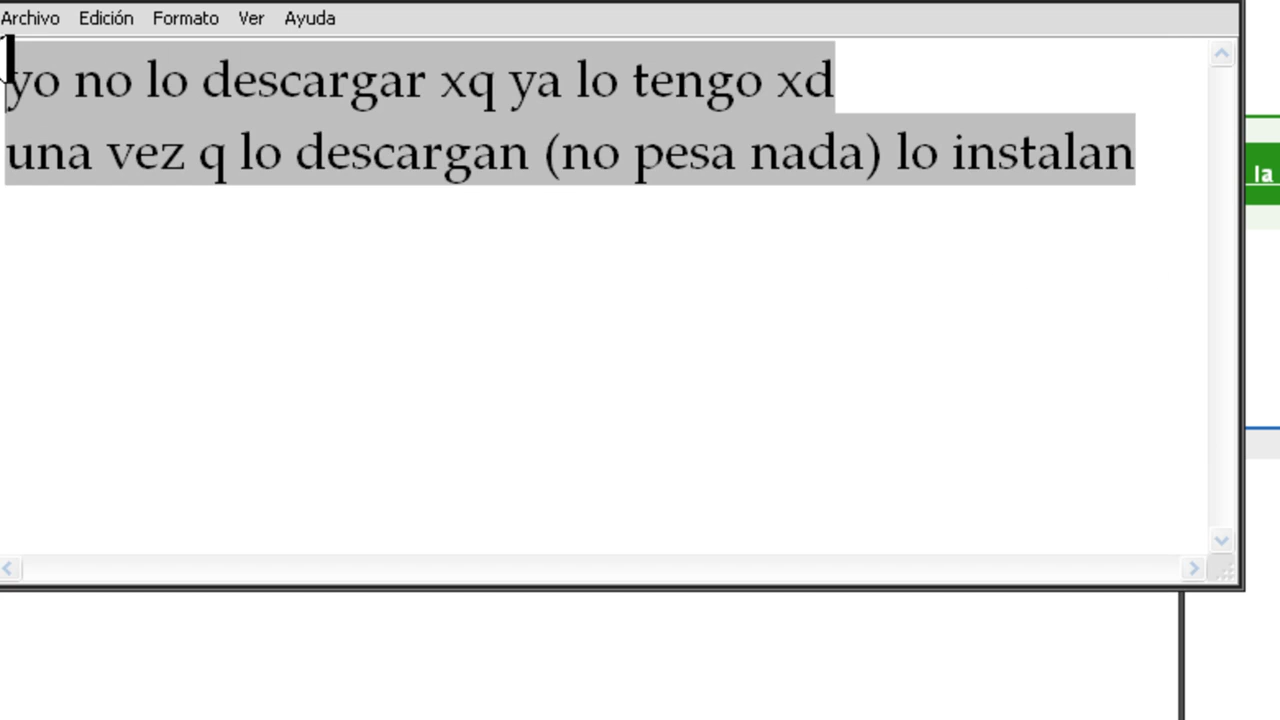 Archivo Edición Formato Ver Ayuda
yo no lo descargar xq ya lo tengo xd
una vez q lo descargan (no pesa nada) lo instalan
la